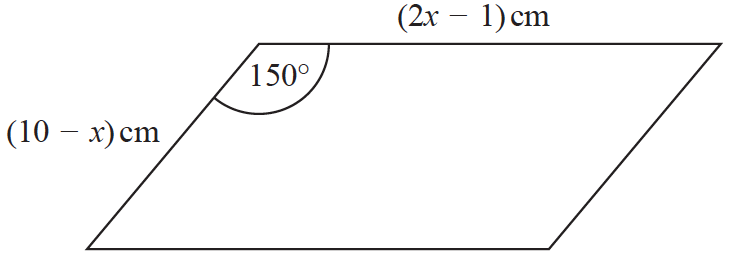 (2x − 1) cm
150°
(10 − x) cm